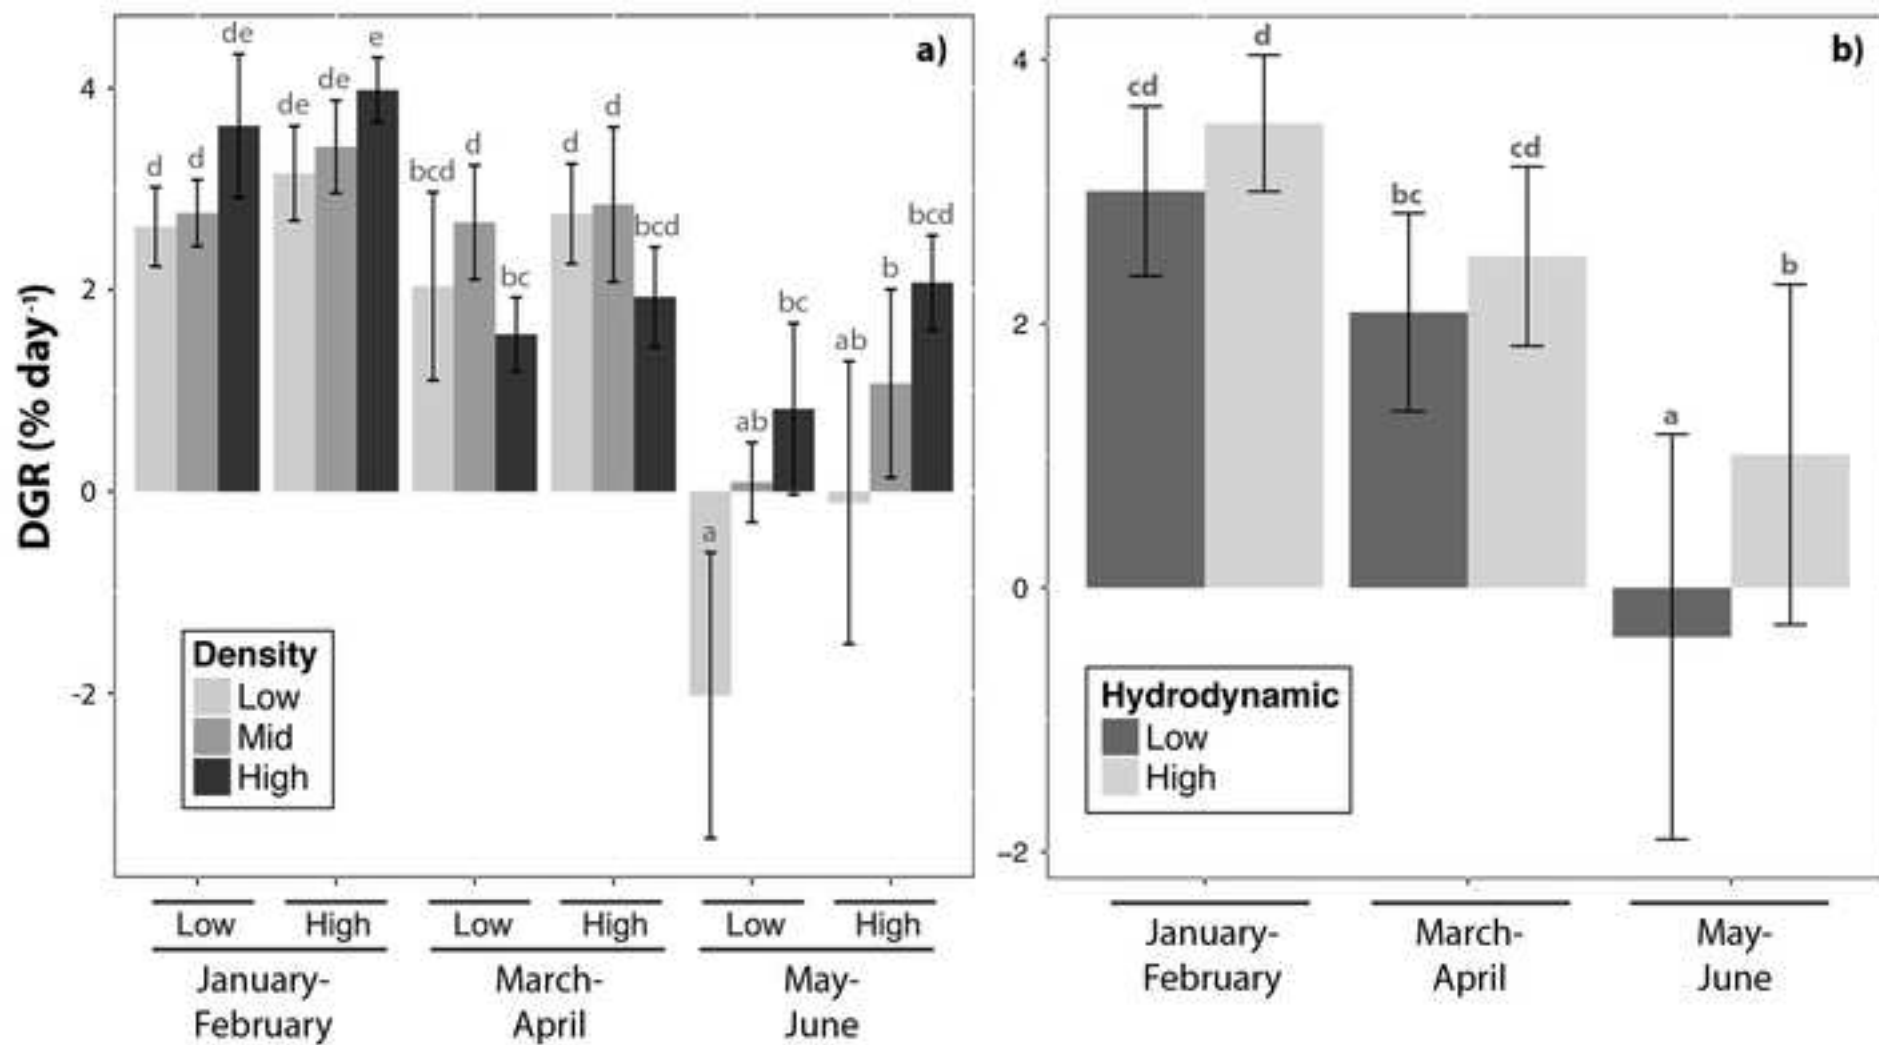 a)
de
e
de
de
d
d
bcd
d
d
d
bcd
bc
bcd
b
bc
ab
ab
a
4
2
0
-2
DGR (% day⁻¹)
Density
Low
Mid
High
Low High Low High Low High
January-
February
March-
April
May-
June
b)
d
cd
cd
bc
b
a
4
2
0
−2
Hydrodynamic
Low
High
January-
February
March-
April
May-
June